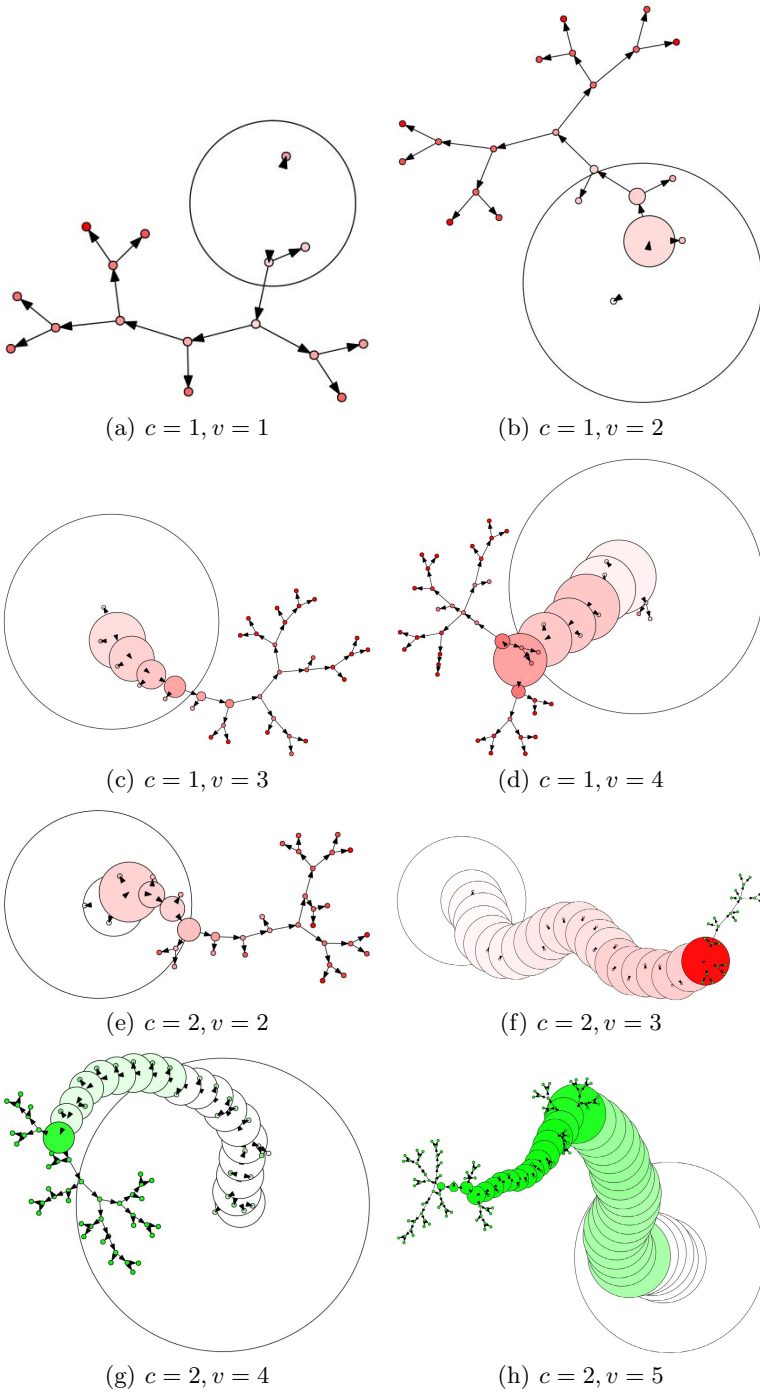 (a) c = 1, v = 1
(b) c = 1, v = 2
(c) c = 1, v = 3
(d) c = 1, v = 4
(e) c = 2, v = 2
(f) c = 2, v = 3
(g) c = 2, v = 4
(h) c = 2, v = 5